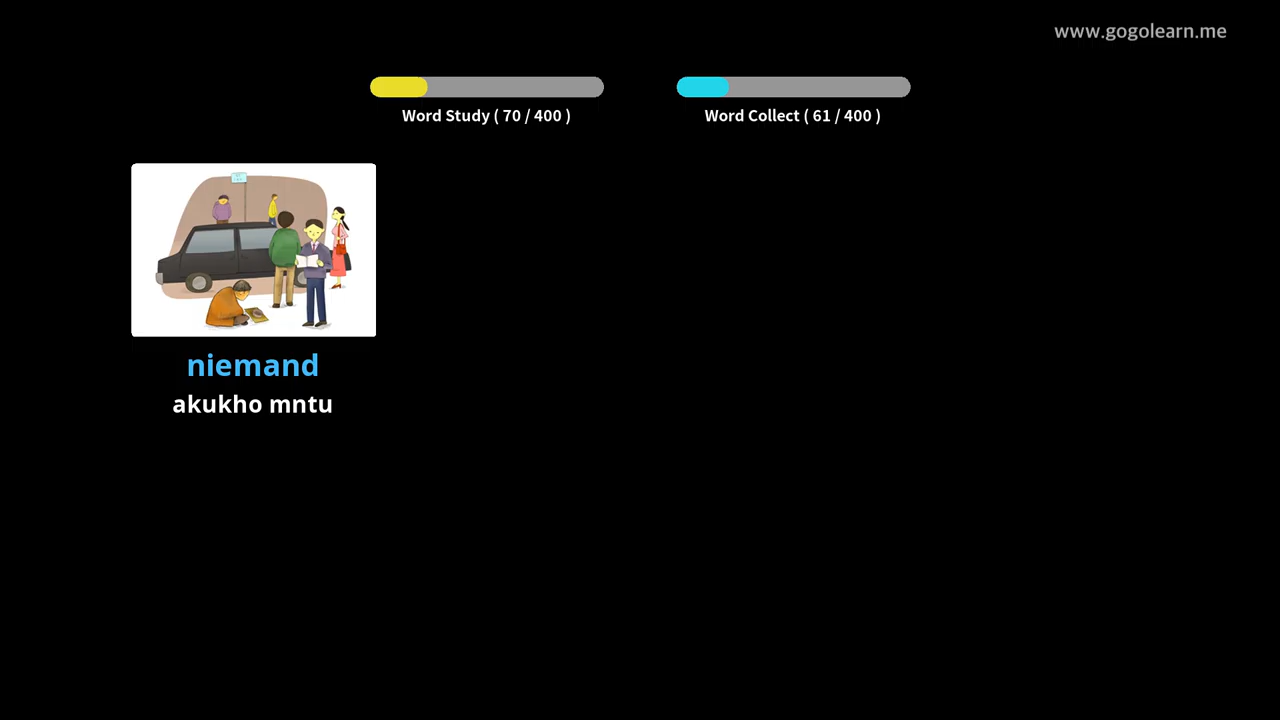 www.gogolearn.me
Word Study ( 70 / 400 )
Word Collect ( 61 / 400 )
niemand
akukho mntu